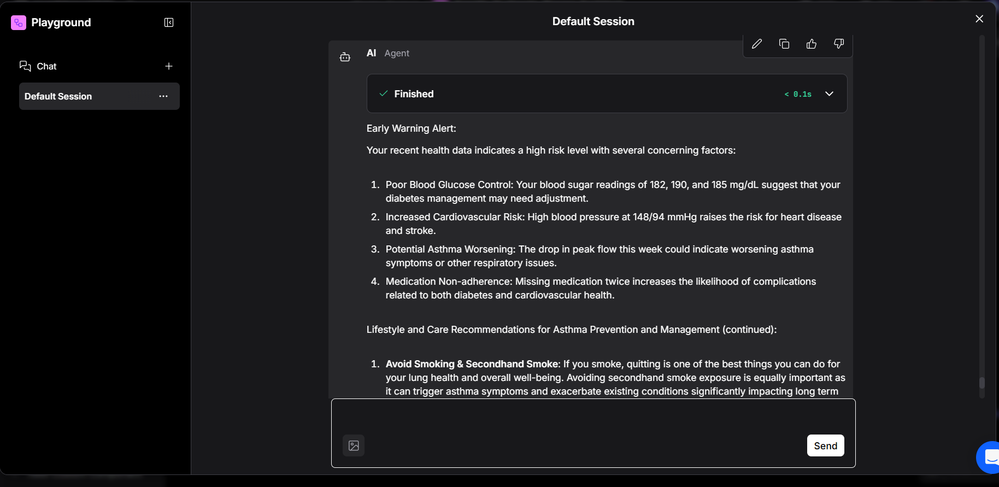 Playground
Default Session
Chat
Default Session
AI Agent
Finished
< 0.1s
Early Warning Alert:
Your recent health data indicates a high risk level with several concerning factors:
1. Poor Blood Glucose Control: Your blood sugar readings of 182, 190, and 185 mg/dL suggest that your
diabetes management may need adjustment.
2. Increased Cardiovascular Risk: High blood pressure at 148/94 mmHg raises the risk for heart disease
and stroke.
3. Potential Asthma Worsening: The drop in peak flow this week could indicate worsening asthma
symptoms or other respiratory issues.
4. Medication Non-adherence: Missing medication twice increases the likelihood of complications
related to both diabetes and cardiovascular health.
Lifestyle and Care Recommendations for Asthma Prevention and Management (continued):
1. Avoid Smoking & Secondhand Smoke: If you smoke, quitting is one of the best things you can do for
your lung health and overall well-being. Avoiding secondhand smoke exposure is equally important as
it can trigger asthma symptoms and exacerbate existing conditions significantly impacting long term
Send